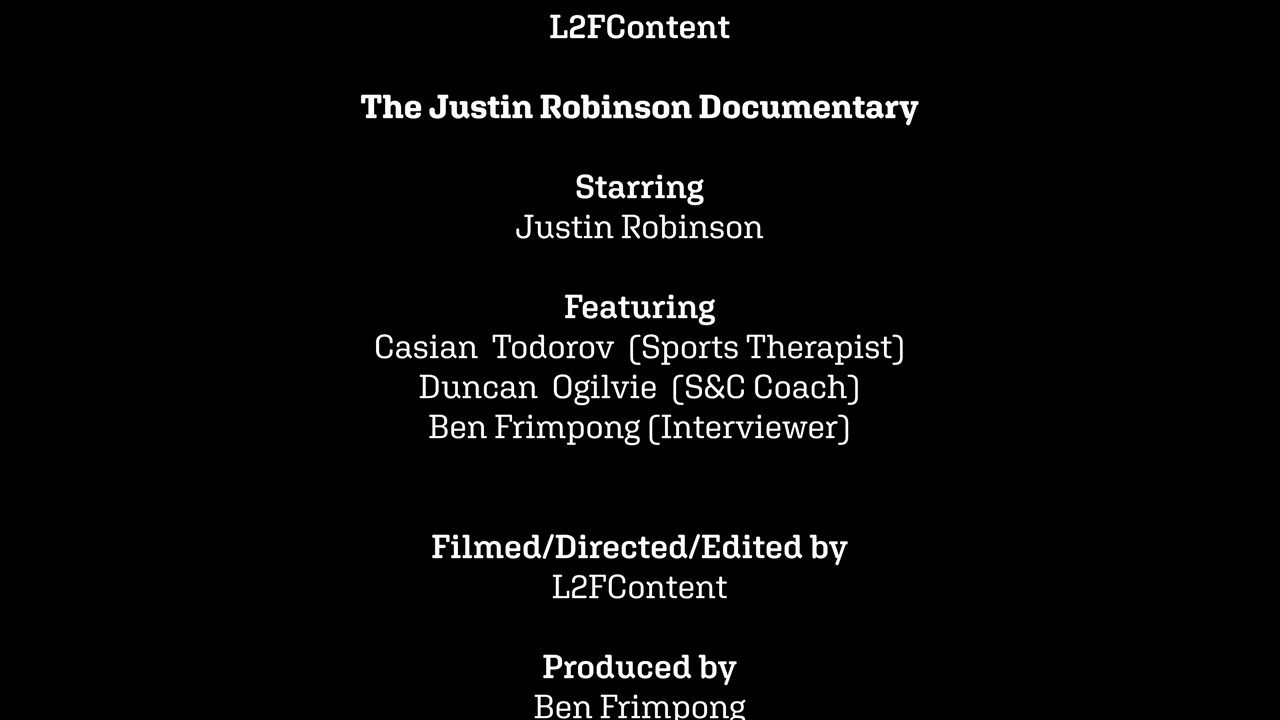 L2FContent
The Justin Robinson Documentary
Starring
Justin Robinson
Featuring
Casian Todorov (Sports Therapist)
Duncan Ogilvie (S&C Coach)
Ben Frimpong (Interviewer)
Filmed/Directed/Edited by
L2FContent
Produced by
Ben Frimpong